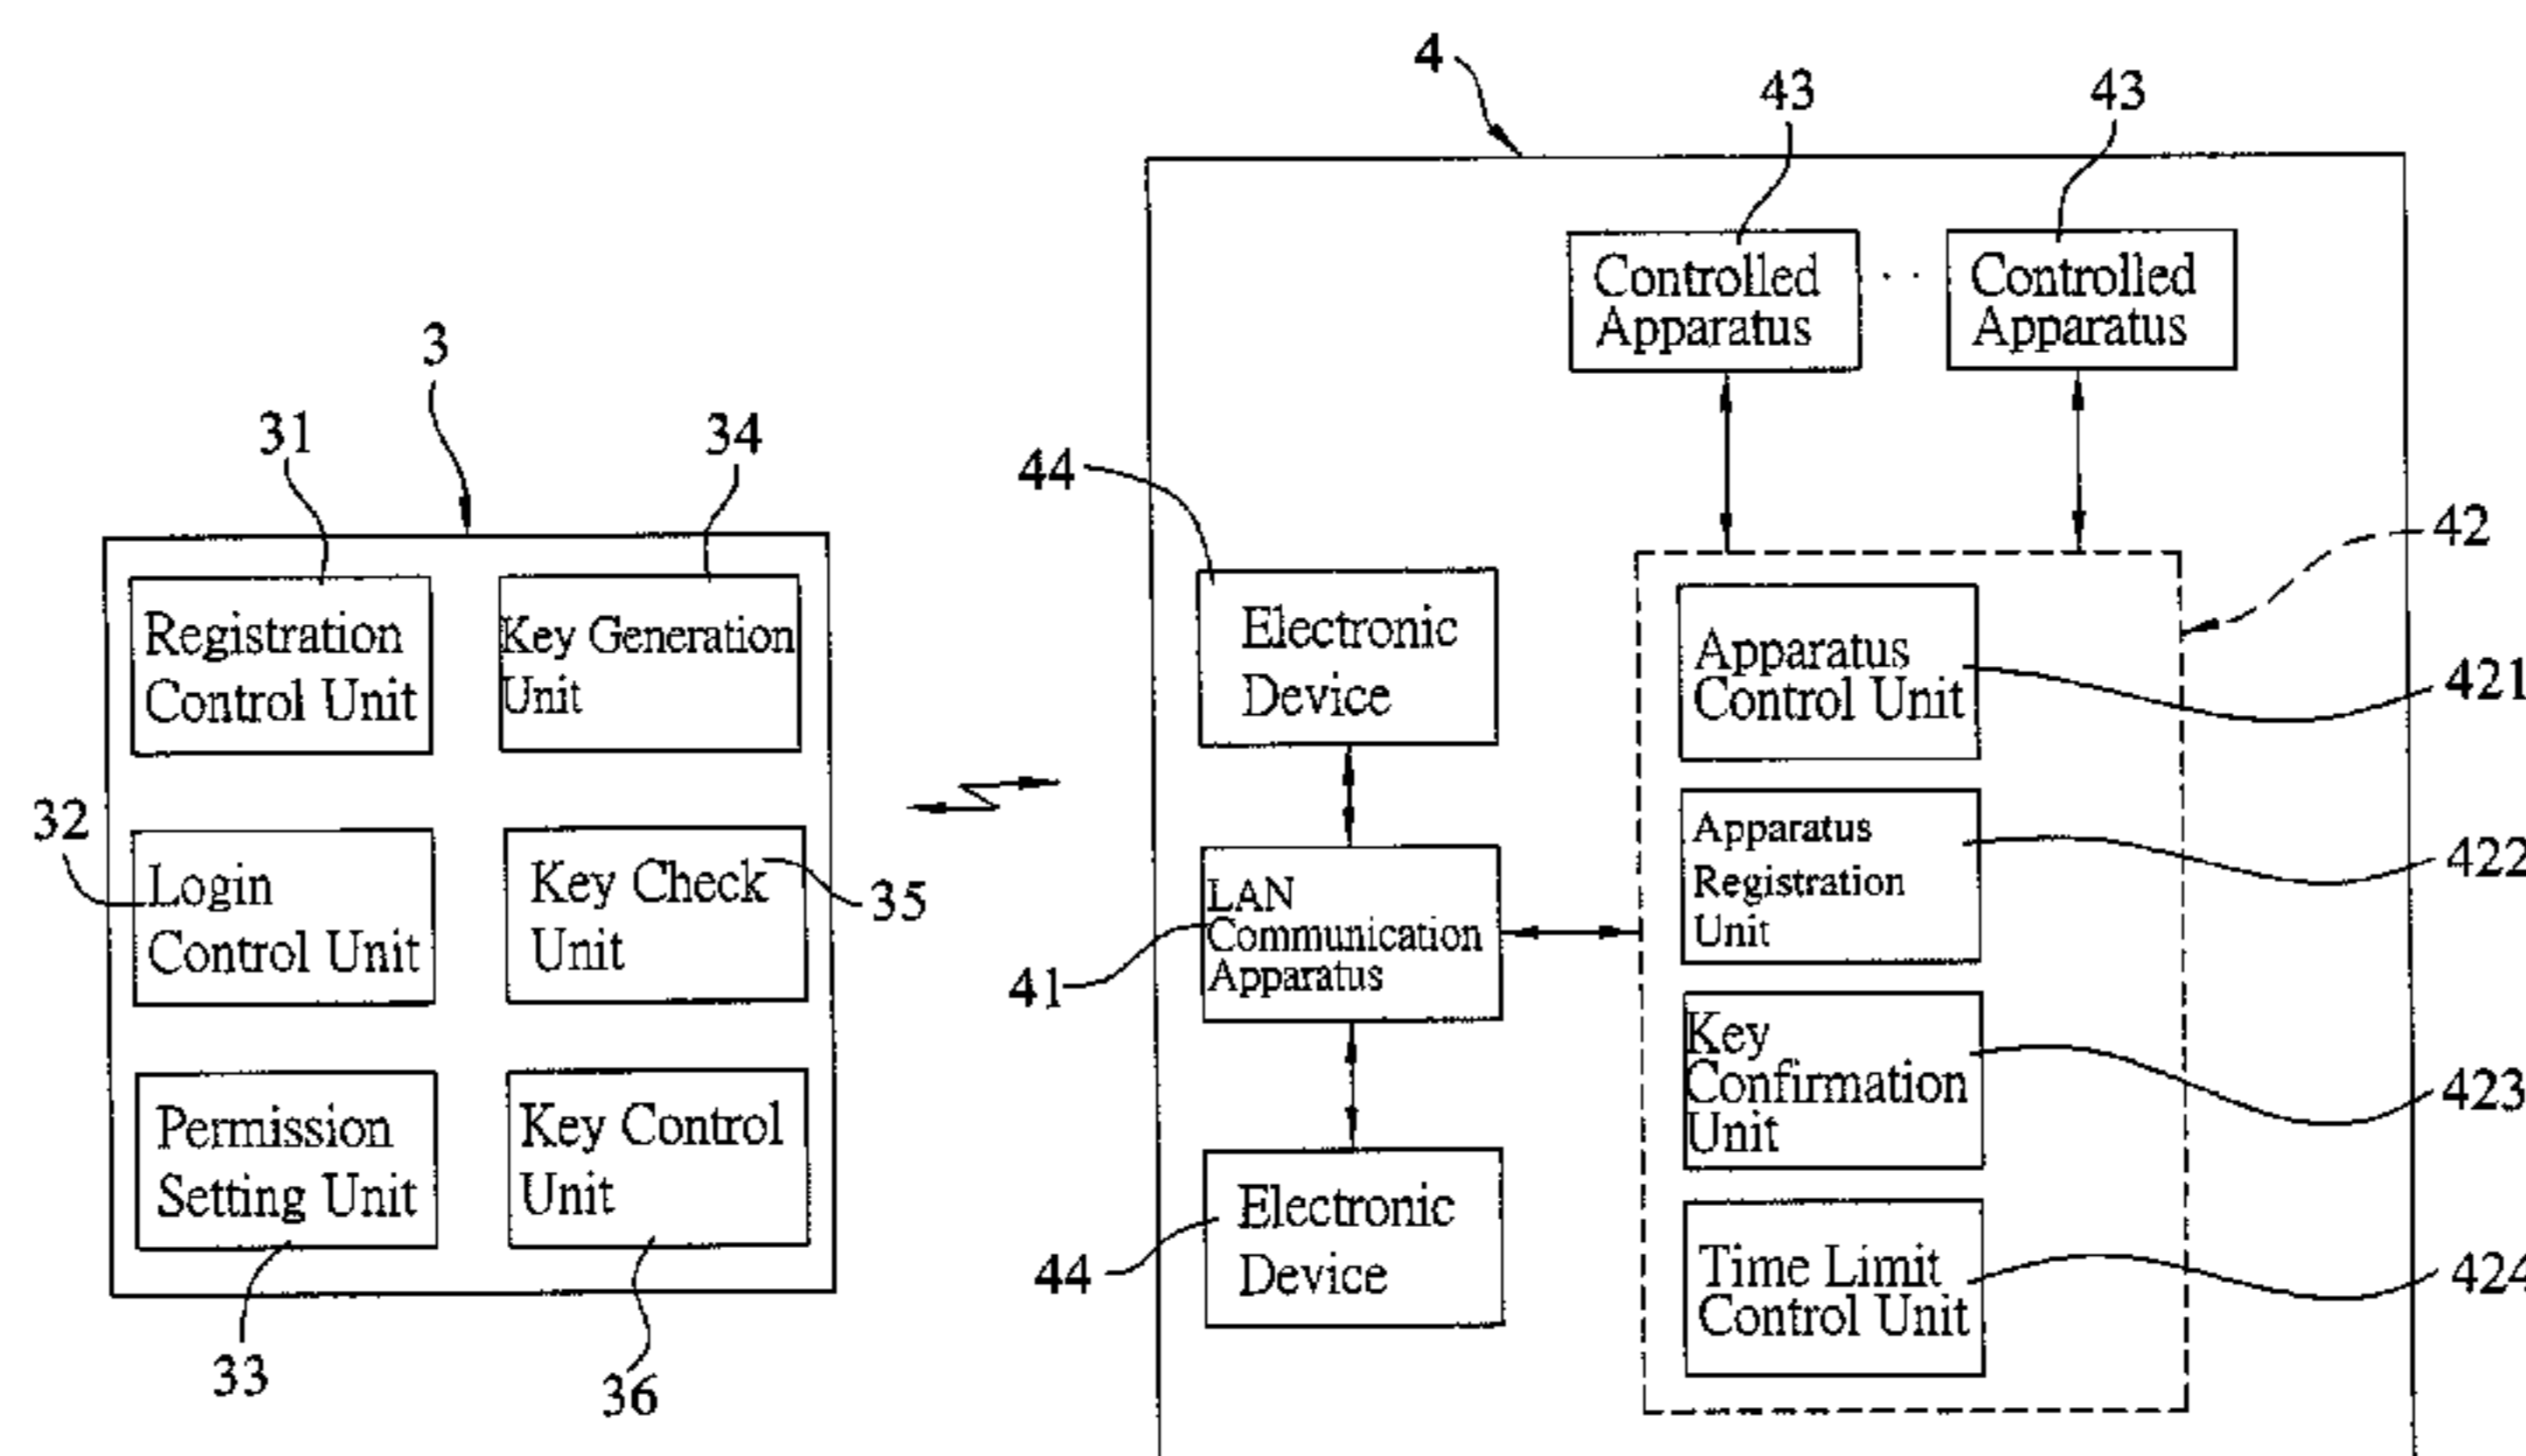 4
43
43
Controlled
Apparatus
Controlled
Apparatus
3
31
34
44
42
Registration
Control Unit
Key Generation
Unit
Electronic
Device
Apparatus
Control Unit
421
32
Login
Control Unit
Key Check
Unit
35
LAN
Communication
Apparatus
41
Apparatus
Registration
Unit
422
Key
Confirmation
Unit
423
Permission
Setting Unit
Key Control
Unit
33
36
Electronic
Device
44
Time Limit
Control Unit
424